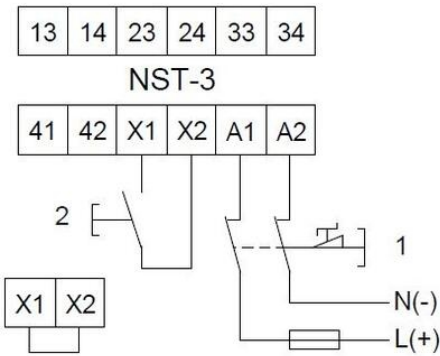 13 14 23 24 33 34
NST-3
41 42 X1 X2 A1 A2
2
1
X1 X2
N(-)
L(+)